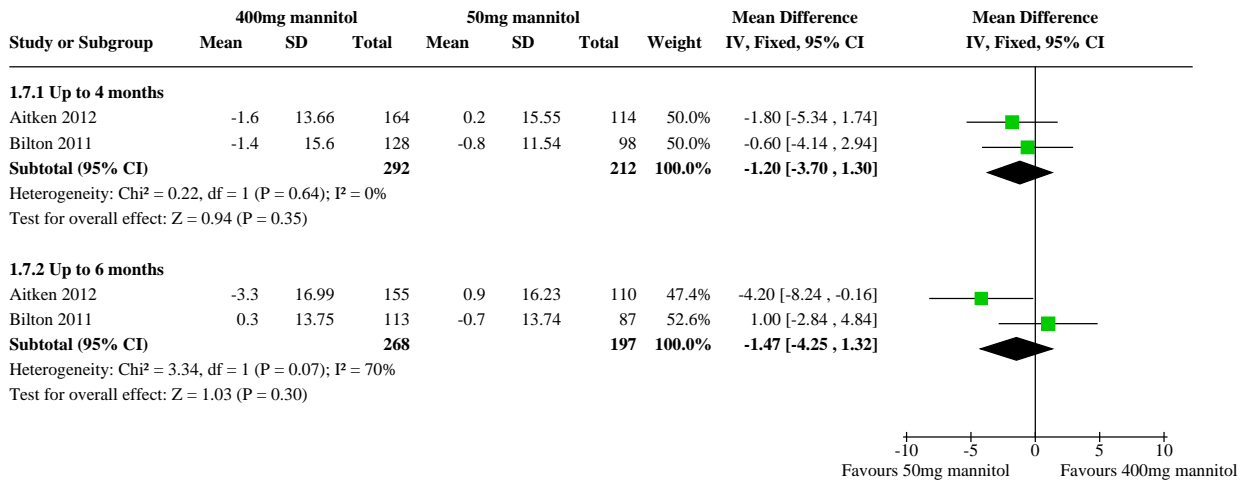 400mg mannitol 50mg mannitol Mean Difference Mean Difference
Study or Subgroup Mean SD Total Mean SD Total Weight IV, Fixed, 95% CI IV, Fixed, 95% CI
1.7.1 Up to 4 months
Aitken 2012 -1.6 13.66 164 0.2 15.55 114 50.0% -1.80 [-5.34 , 1.74]
Bilton 2011 -1.4 15.6 128 -0.8 11.54 98 50.0% -0.60 [-4.14 , 2.94]
Subtotal (95% CI) 292 212 100.0% -1.20 [-3.70 , 1.30]
Heterogeneity: Chi² = 0.22, df = 1 (P = 0.64); I² = 0%
Test for overall effect: Z = 0.94 (P = 0.35)
1.7.2 Up to 6 months
Aitken 2012 -3.3 16.99 155 0.9 16.23 110 47.4% -4.20 [-8.24 , -0.16]
Bilton 2011 0.3 13.75 113 -0.7 13.74 87 52.6% 1.00 [-2.84 , 4.84]
Subtotal (95% CI) 268 197 100.0% -1.47 [-4.25 , 1.32]
Heterogeneity: Chi² = 3.34, df = 1 (P = 0.07); I² = 70%
Test for overall effect: Z = 1.03 (P = 0.30)
-10 -5 0 5 10
Favours 50mg mannitol Favours 400mg mannitol